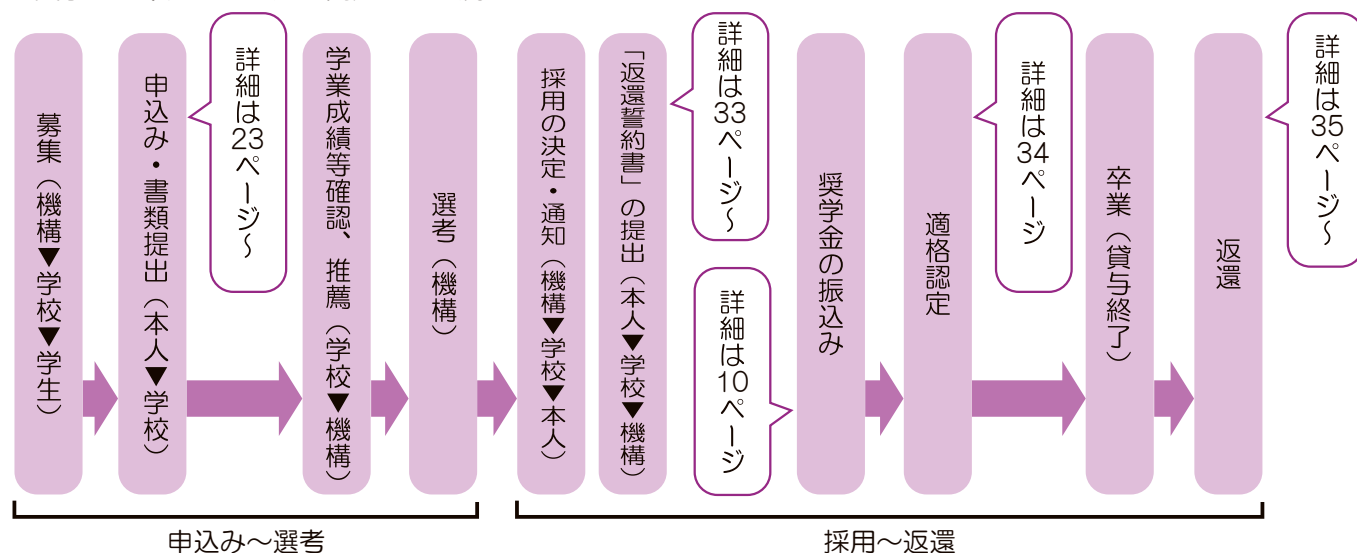 募集（機構▼学校▼学生）
申込み・書類提出（本人▼学校）
詳細は23ページ～
学業成績等確認、推薦（学校▼機構）
選考（機構）
採用の決定・通知（機構▼学校▼本人）
「返還誓約書」の提出（本人▼学校▼機構）
詳細は33ページ～
詳細は10ページ
奨学金の振込み
適格認定
詳細は34ページ
卒業（貸与終了）
返還
詳細は35ページ～
申込み～選考
採用～返還